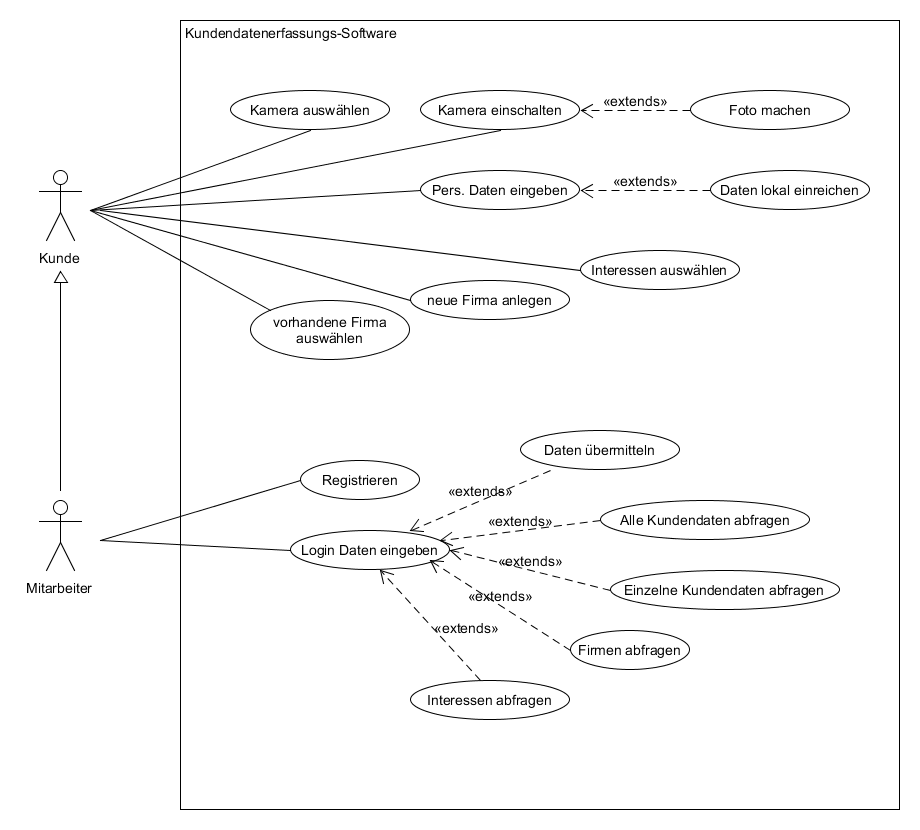 Kundendatenerfassungs-Software
Kamera auswählen
Kamera einschalten
«extends»
Foto machen
Pers. Daten eingeben
«extends»
Daten lokal einreichen
Kunde
Interessen auswählen
neue Firma anlegen
vorhandene Firma
auswählen
Daten übermitteln
Registrieren
«extends»
«extends»
Alle Kundendaten abfragen
Login Daten eingeben
«extends»
Mitarbeiter
Einzelne Kundendaten abfragen
«extends»
«extends»
Firmen abfragen
Interessen abfragen